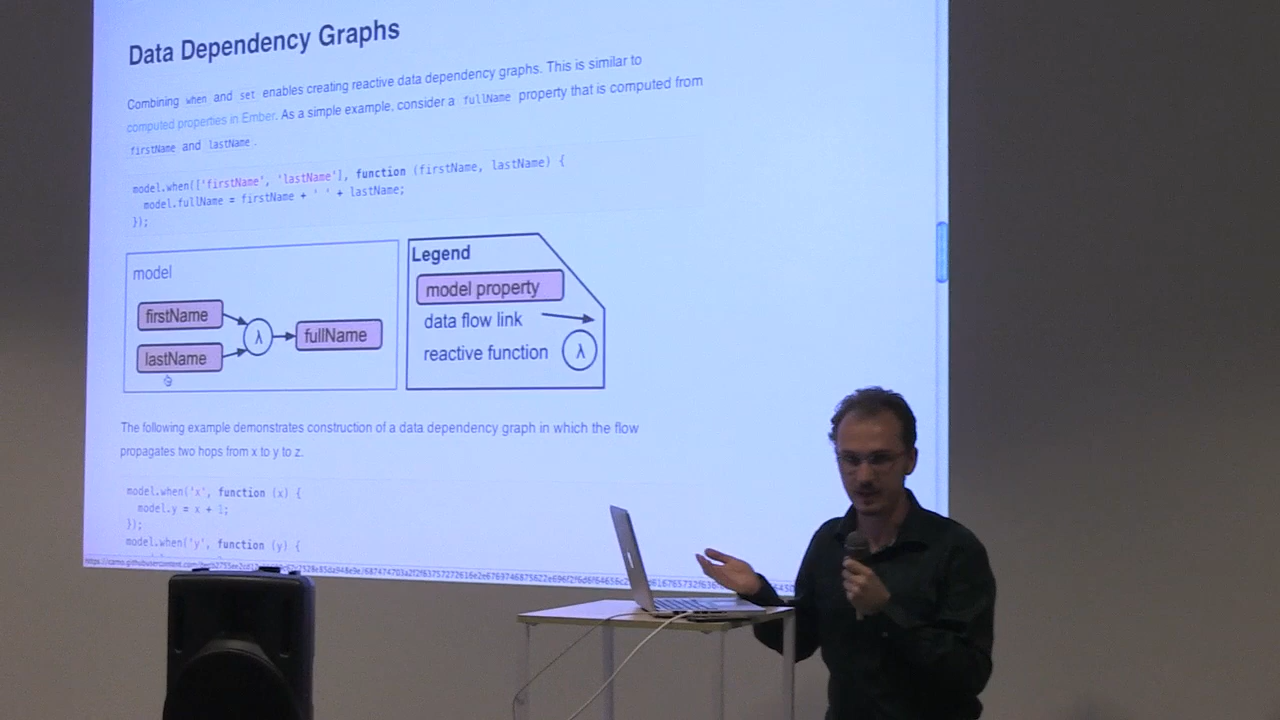 Data Dependency Graphs
Combining when and set enables creating reactive data dependency graphs. This is similar to
computed properties in Ember. As a simple example, consider a fullName property that is computed from
firstName and lastName.
model.when(['firstName', 'lastName'], function (firstName, lastName) {
model.fullName = firstName + ' ' + lastName;
});
model
firstName
lastName
λ
fullName
Legend
model property
data flow link
reactive function
λ
The following example demonstrates construction of a data dependency graph in which the flow
propagates two hops from x to y to z.
model.when('x', function (x) {
model.y = x + 1;
});
model.when('y', function (y) {